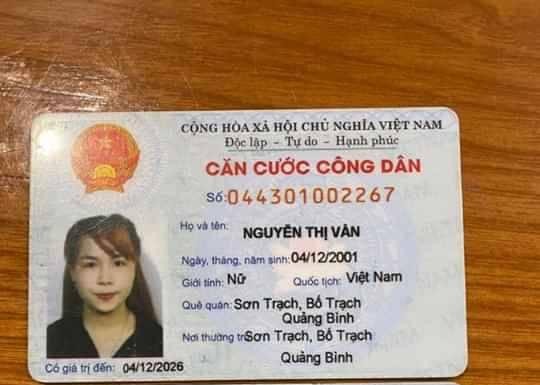 CỘNG HÒA XÃ HỘI CHỦ NGHĨA VIỆT NAM
Độc lập - Tự do - Hạnh phúc
CĂN CƯỚC CÔNG DÂN
Số: 044301002267
Họ và tên: NGUYỄN THỊ VÂN
Ngày, tháng, năm sinh: 04/12/2001
Giới tính: Nữ Quốc tịch: Việt Nam
Quê quán: Sơn Trạch, Bố Trạch
Quảng Bình
Nơi thường trú: Sơn Trạch, Bố Trạch
Quảng Bình
Có giá trị đến: 04/12/2026